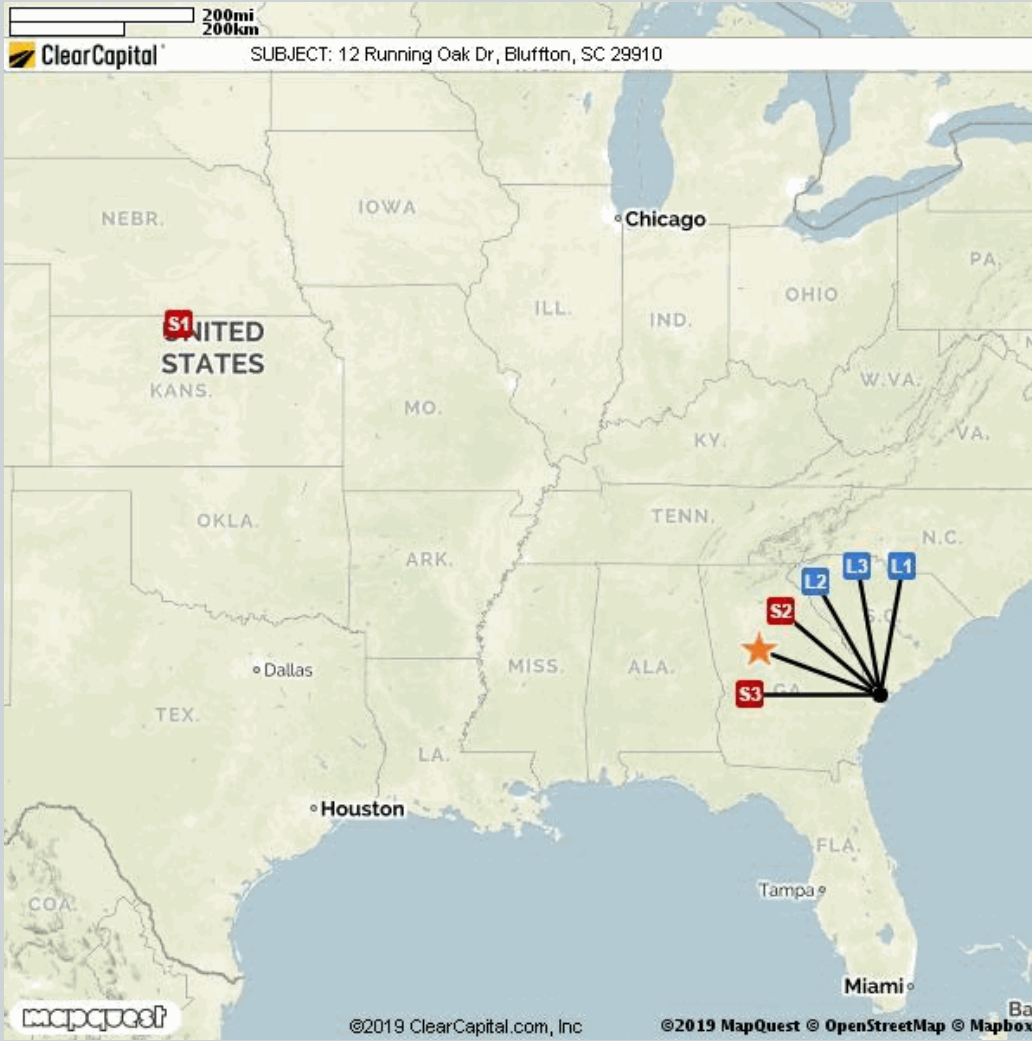 200mi
200km
ClearCapital
SUBJECT: 12 Running Oak Dr, Bluffton, SC 29910
NEBR.
IOWA
Chicago
PA.
OHIO
ILL.
IND.
S1
UNITED
STATES
KANS.
MO.
W.VA.
VA.
KY.
OKLA.
TENN.
ARK.
N.C.
L3
L1
L2
S2
S.C.
Dallas
MISS.
ALA.
S3
GA.
TEX.
LA.
Houston
FLA.
Tampa
COA.
Miami
Ba
mapquest
©2019 ClearCapital.com, Inc
©2019 MapQuest © OpenStreetMap © Mapbox